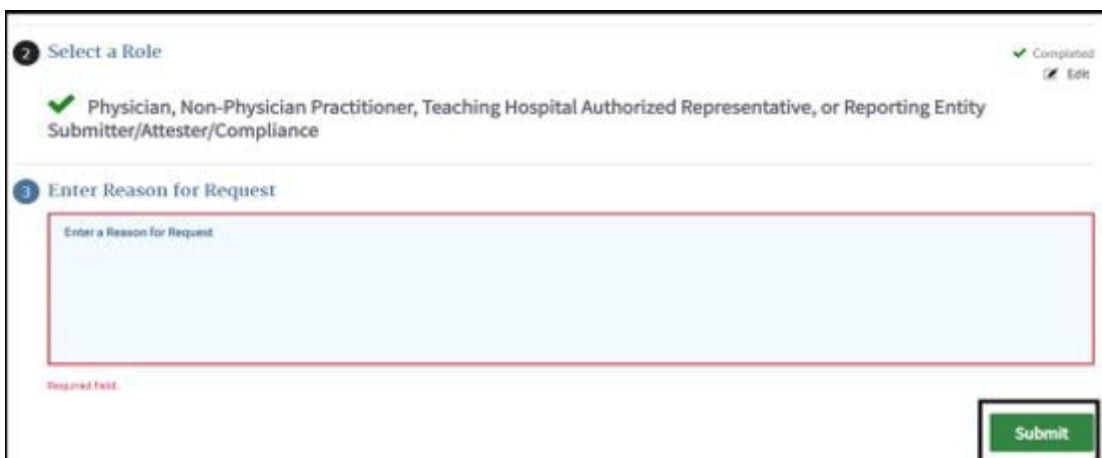 2 Select a Role
Completed
Edit
Physician, Non-Physician Practitioner, Teaching Hospital Authorized Representative, or Reporting Entity
Submitter/Attester/Compliance
3 Enter Reason for Request
Enter a Reason for Request
Required field.
Submit